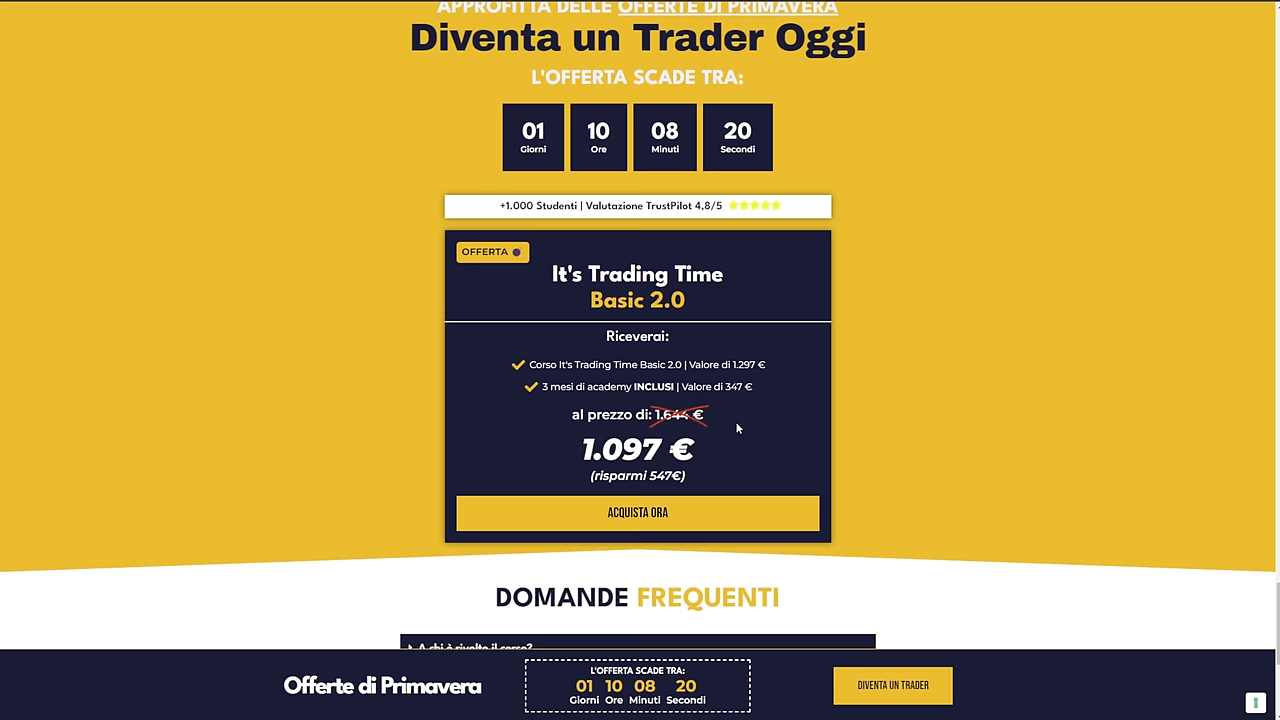 APPROFITTA DELLE OFFERTE DI PRIMAVERA
Diventa un Trader Oggi
L'OFFERTA SCADE TRA:
01 10 08 20
Giorni Ore Minuti Secondi
+1.000 Studenti | Valutazione TrustPilot 4,8/5
OFFERTA
It's Trading Time
Basic 2.0
Riceverai:
Corso It's Trading Time Basic 2.0 | Valore di 1.297 €
3 mesi di academy INCLUSI | Valore di 347 €
al prezzo di: 1.644 €
1.097 €
(risparmi 547€)
ACQUISTA ORA
DOMANDE FREQUENTI
A chi è rivolto il corso?
Offerte di Primavera
L'OFFERTA SCADE TRA:
01 10 08 20
Giorni Ore Minuti Secondi
DIVENTA UN TRADER